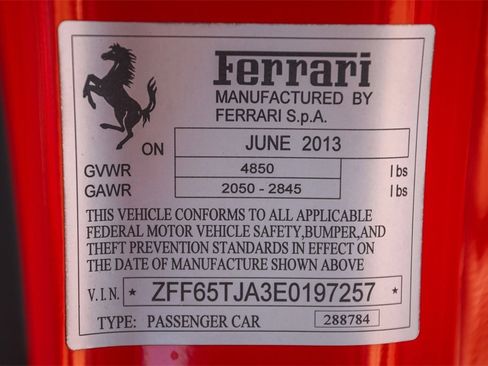 Ferrari
MANUFACTURED BY
FERRARI S.p.A.
ON JUNE 2013
GVWR 4850 lbs
GAWR 2050 - 2845 lbs
THIS VEHICLE CONFORMS TO ALL APPLICABLE
FEDERAL MOTOR VEHICLE SAFETY,BUMPER,AND
THEFT PREVENTION STANDARDS IN EFFECT ON
THE DATE OF MANUFACTURE SHOWN ABOVE
V.I.N. * ZFF65TJA3E0197257 *
TYPE: PASSENGER CAR 288784